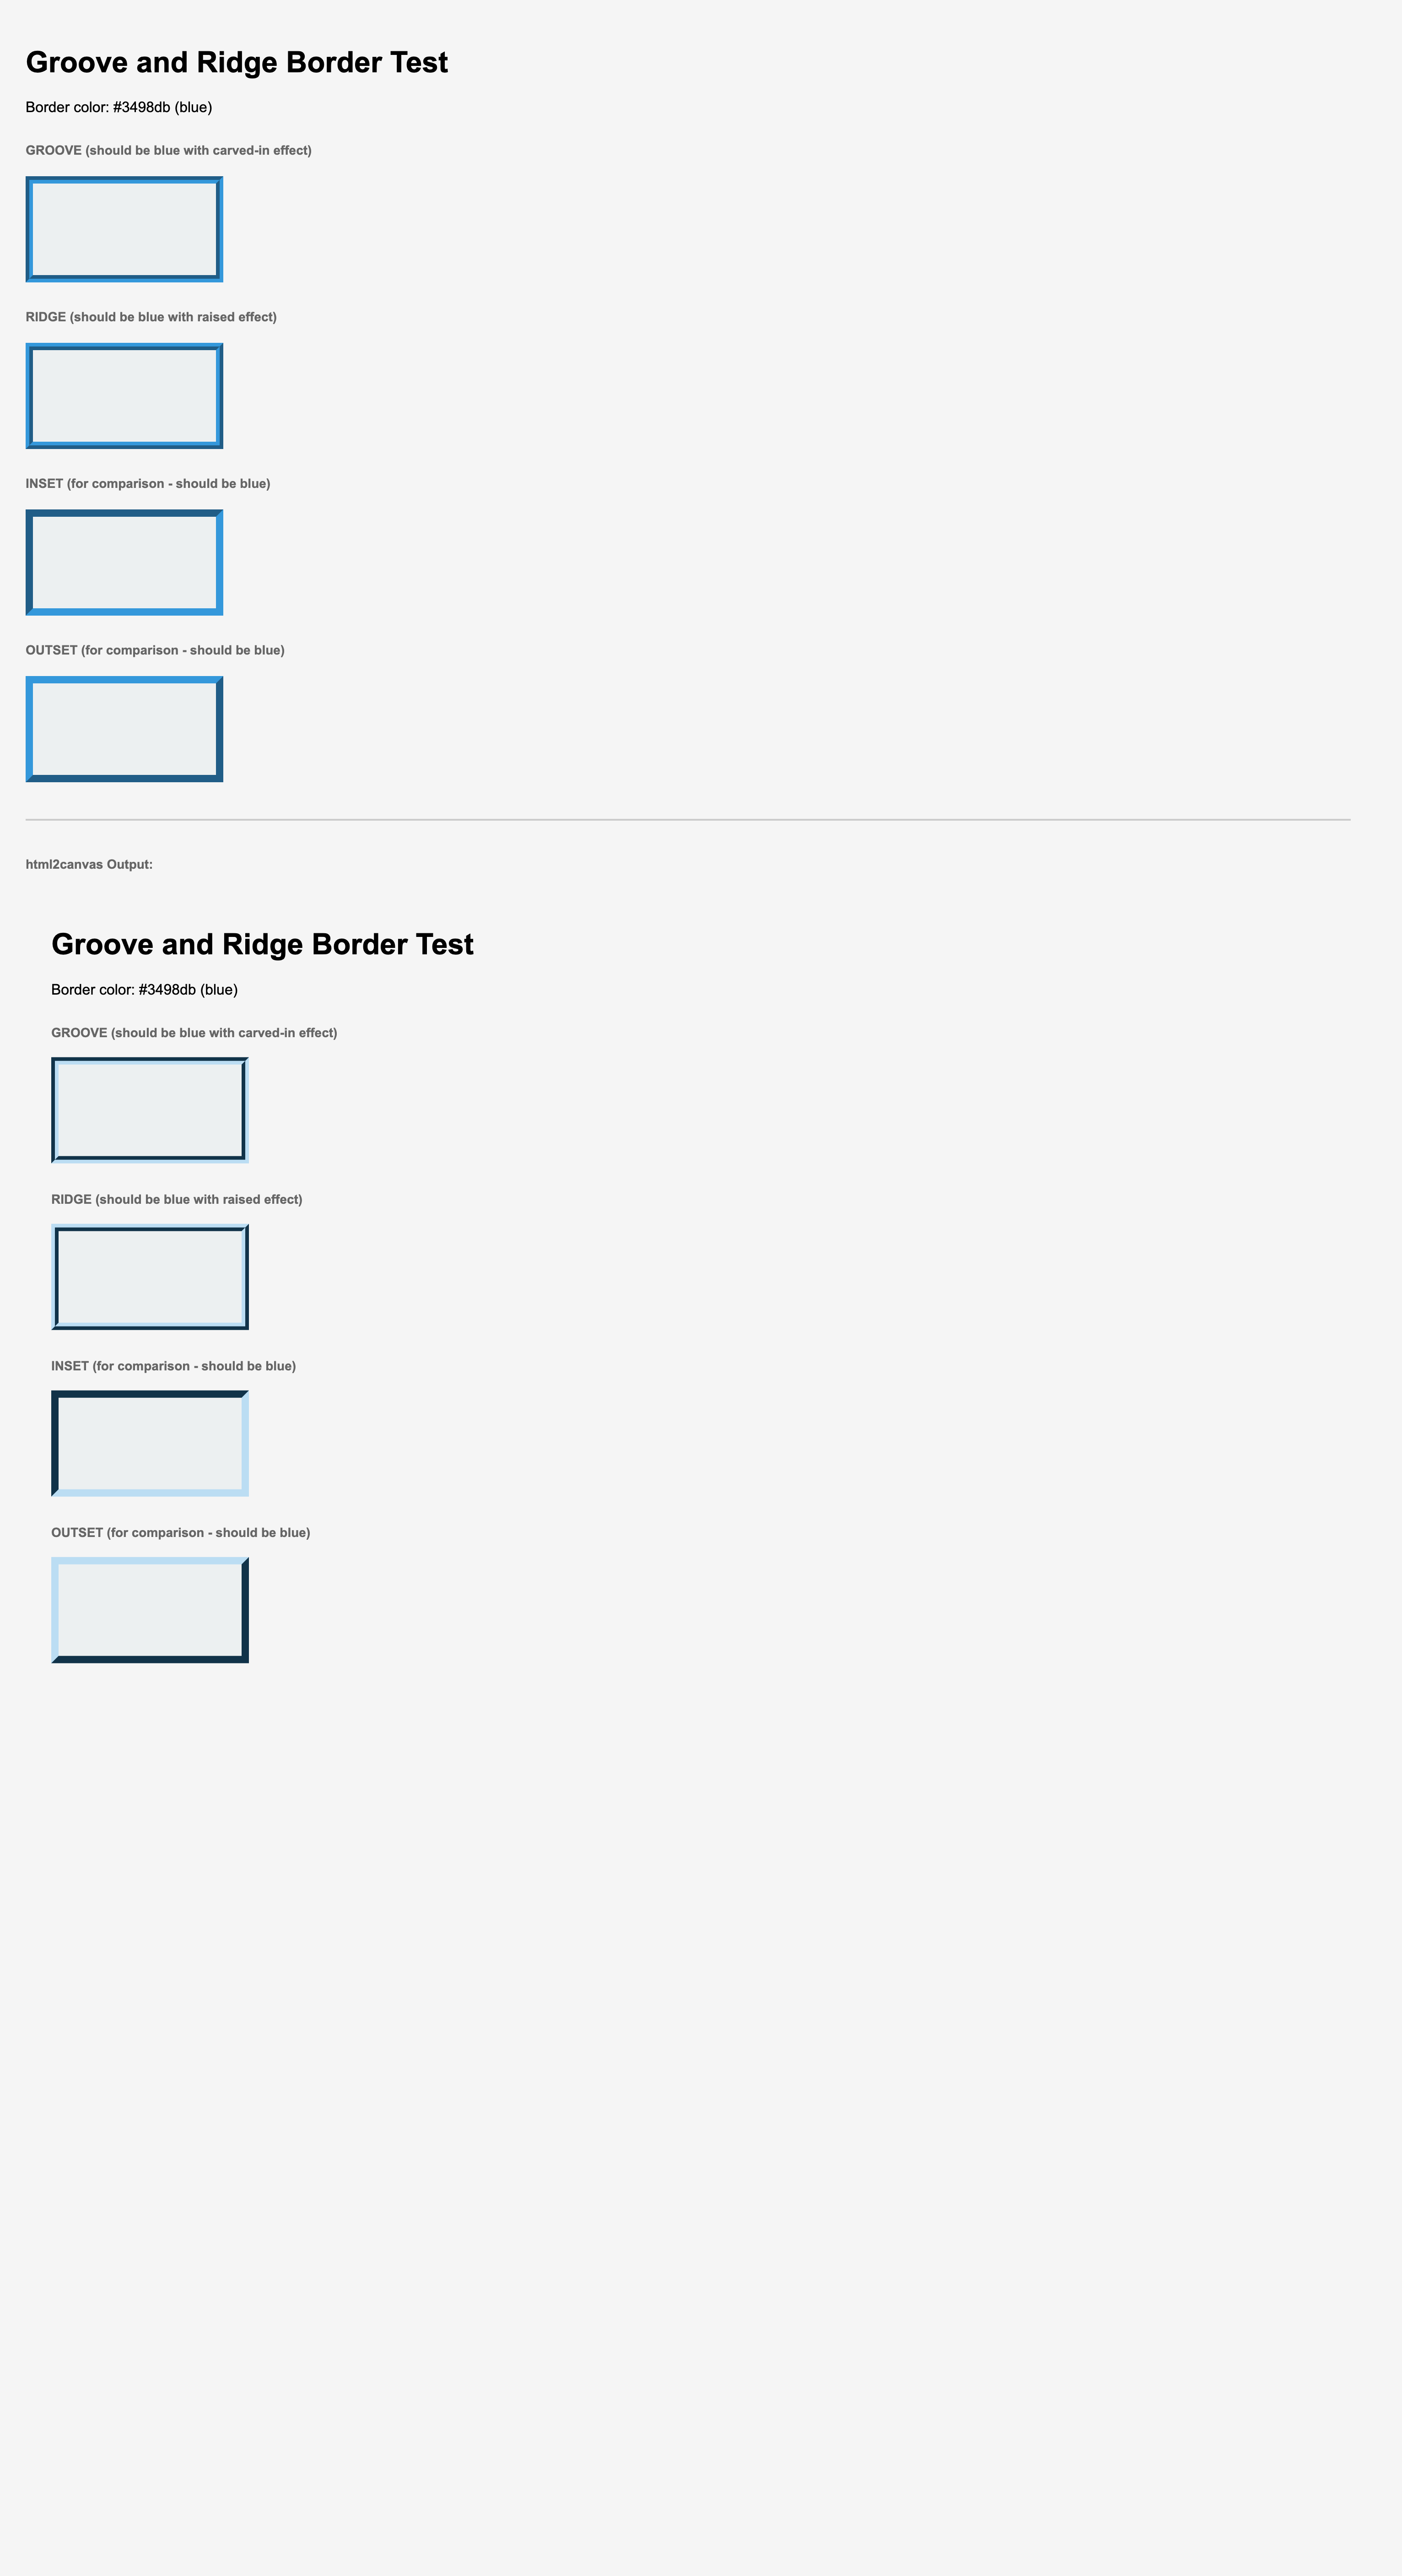 Groove and Ridge Border Test
Border color: #3498db (blue)
GROOVE (should be blue with carved-in effect)
RIDGE (should be blue with raised effect)
INSET (for comparison - should be blue)
OUTSET (for comparison - should be blue)
html2canvas Output:
Groove and Ridge Border Test
Border color: #3498db (blue)
GROOVE (should be blue with carved-in effect)
RIDGE (should be blue with raised effect)
INSET (for comparison - should be blue)
OUTSET (for comparison - should be blue)